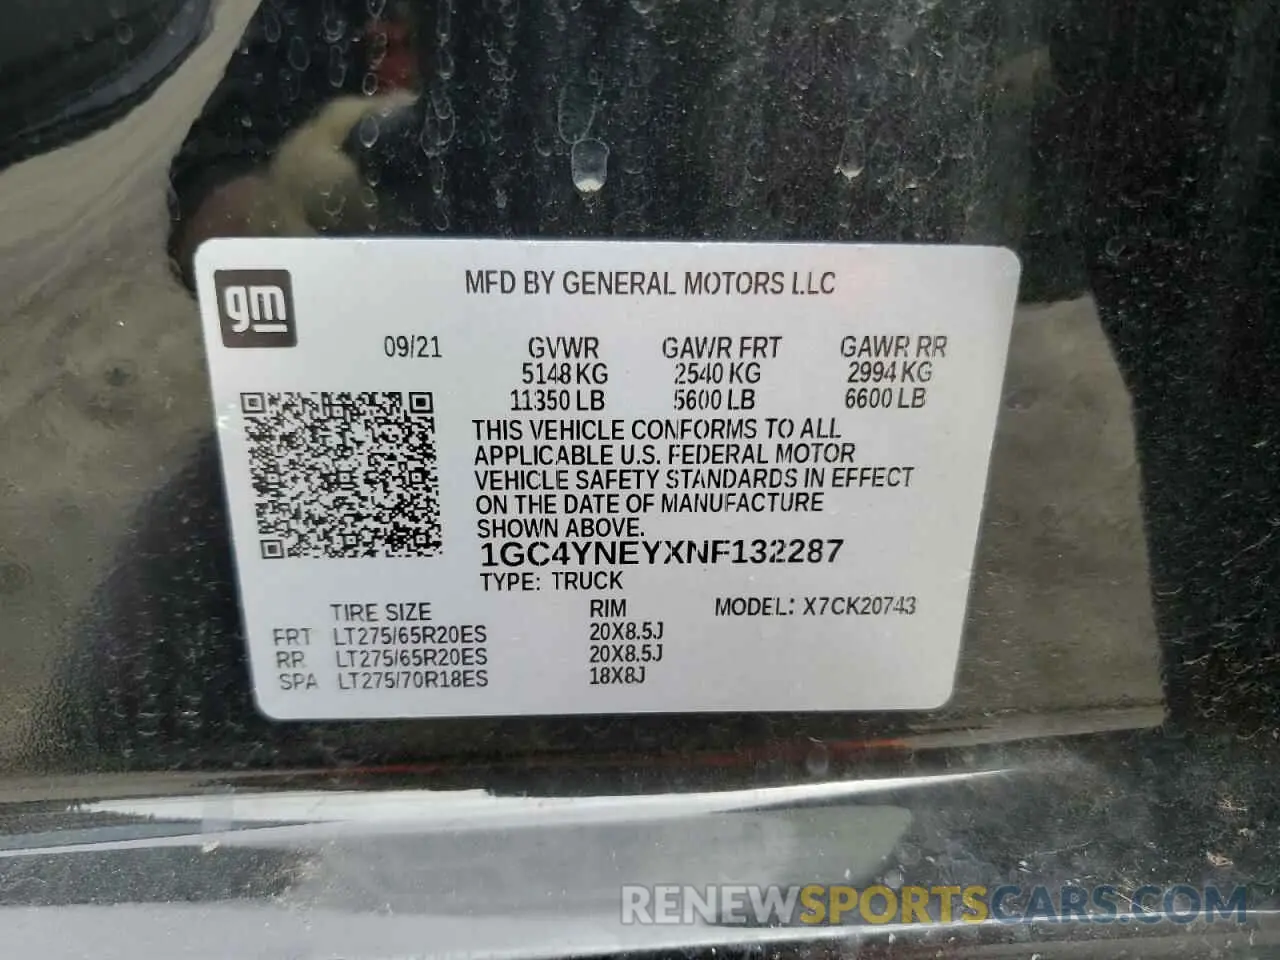 MFD BY GENERAL MOTORS LLC
gm
09/21 GVWR GAWR FRT GAWR RR
5148 KG 2540 KG 2994 KG
11350 LB 5600 LB 6600 LB
THIS VEHICLE CONFORMS TO ALL
APPLICABLE U.S. FEDERAL MOTOR
VEHICLE SAFETY STANDARDS IN EFFECT
ON THE DATE OF MANUFACTURE
SHOWN ABOVE.
1GC4YNEYXNF132287
TYPE: TRUCK
TIRE SIZE RIM MODEL: X7CK20743
FRT LT275/65R20ES 20X8.5J
RR LT275/65R20ES 20X8.5J
SPA LT275/70R18ES 18X8J
RENEWSPORTSCARS.COM